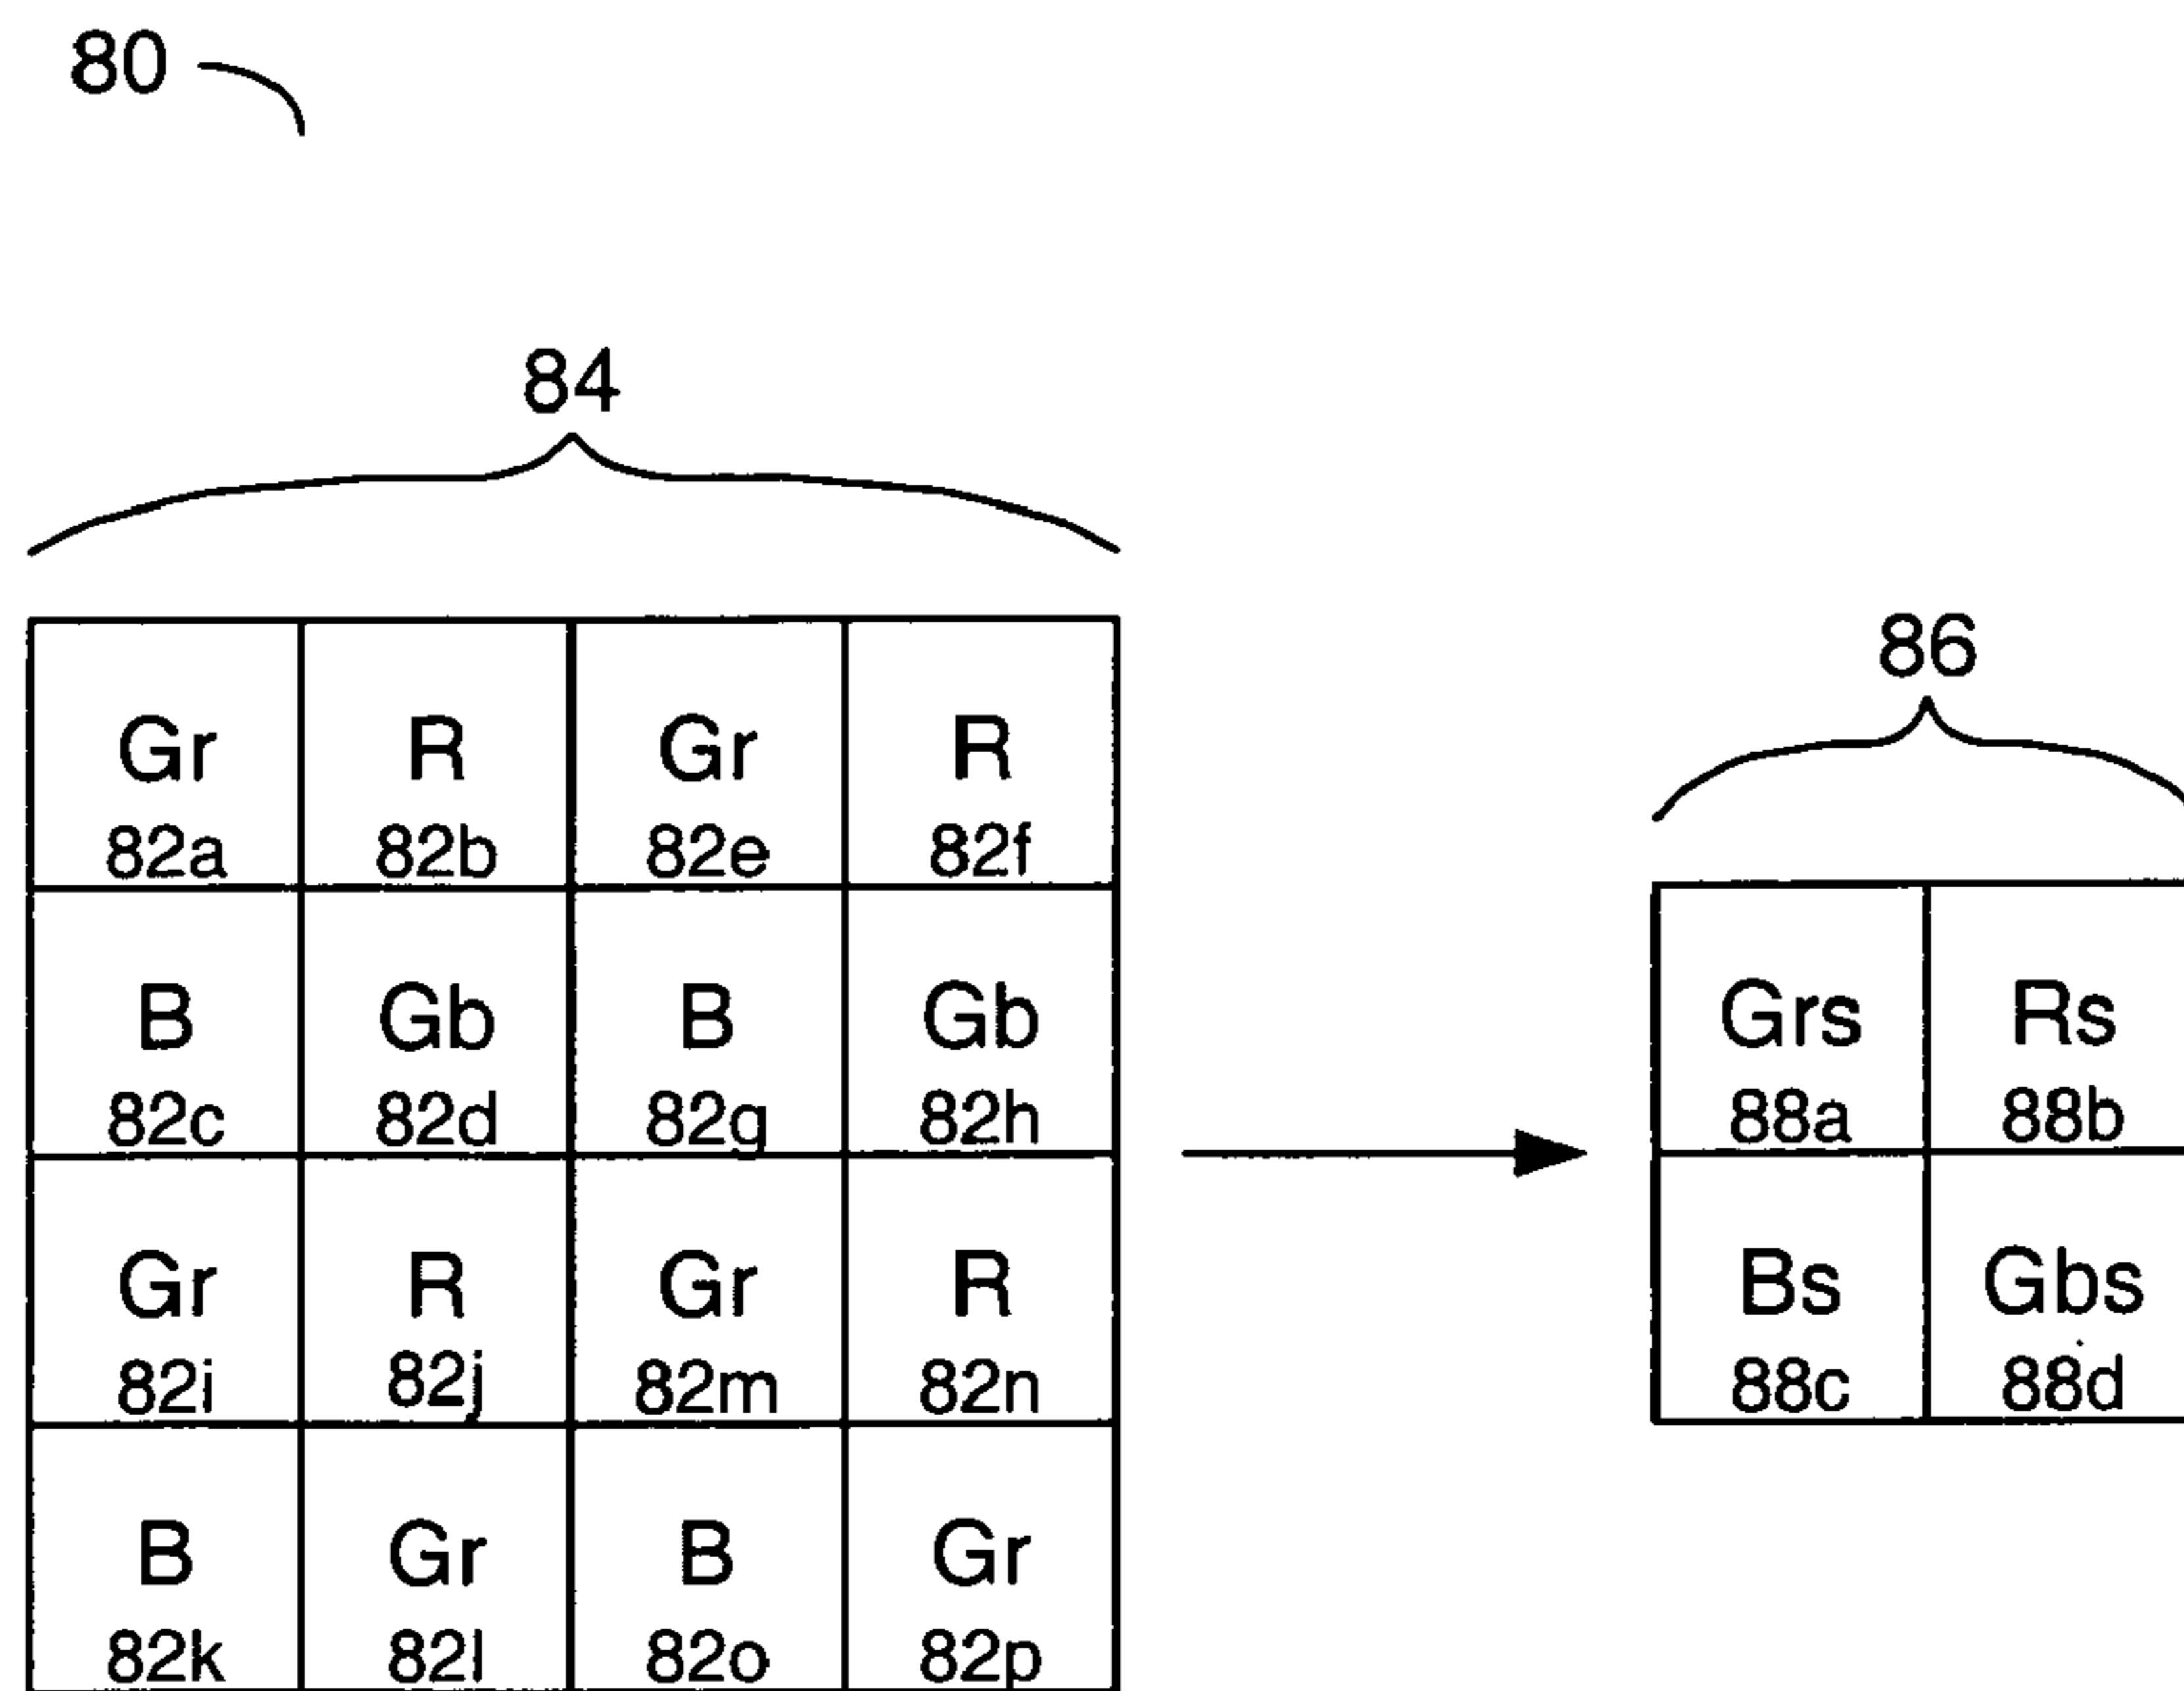 80
84
86
Gr R Gr R
82a 82b 82e 82f
B Gb B Gb
82c 82d 82g 82h
Grs Rs
88a 88b
Gr R Gr R
82i 82j 82m 82n
Bs Gbs
88c 88d
B Gr B Gr
82k 82l 82o 82p